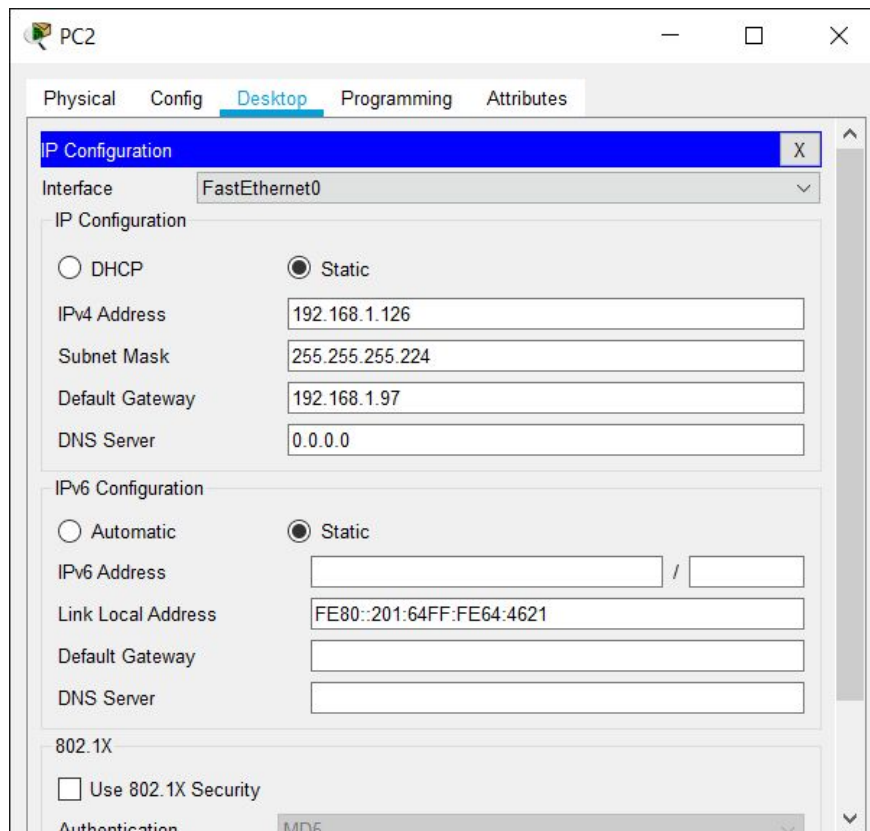 PC2
Physical Config Desktop Programming Attributes
IP Configuration X
Interface FastEthernet0
IP Configuration
DHCP Static
IPv4 Address 192.168.1.126
Subnet Mask 255.255.255.224
Default Gateway 192.168.1.97
DNS Server 0.0.0.0
IPv6 Configuration
Automatic Static
IPv6 Address /
Link Local Address FE80::201:64FF:FE64:4621
Default Gateway
DNS Server
802.1X
Use 802.1X Security
Authentication MD5